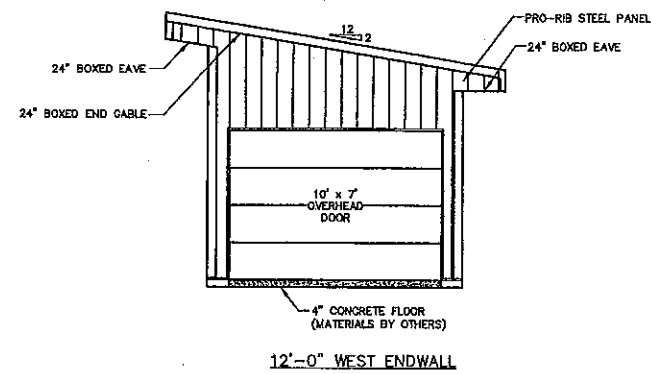 12
2
PRO-RIB STEEL PANEL
24" BOXED EAVE
24" BOXED EAVE
24" BOXED END GABLE
10' x 7'
OVERHEAD
DOOR
4" CONCRETE FLOOR
(MATERIALS BY OTHERS)
12'-0" WEST ENDWALL